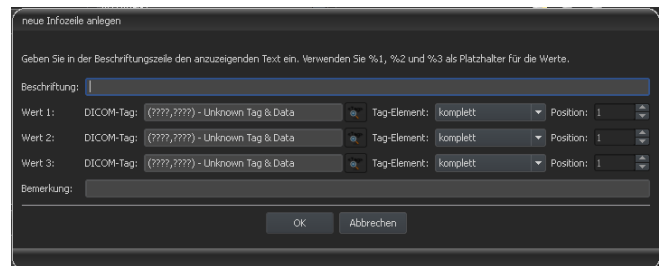 neue Infozeile anlegen
Geben Sie in der Beschriftungszeile den anzuzeigenden Text ein. Verwenden Sie %1, %2 und %3 als Platzhalter für die Werte.
Beschriftung:
Wert 1: DICOM-Tag: (????,????) - Unknown Tag & Data Tag-Element: komplett Position: 1
Wert 2: DICOM-Tag: (????,????) - Unknown Tag & Data Tag-Element: komplett Position: 1
Wert 3: DICOM-Tag: (????,????) - Unknown Tag & Data Tag-Element: komplett Position: 1
Bemerkung:
OK Abbrechen